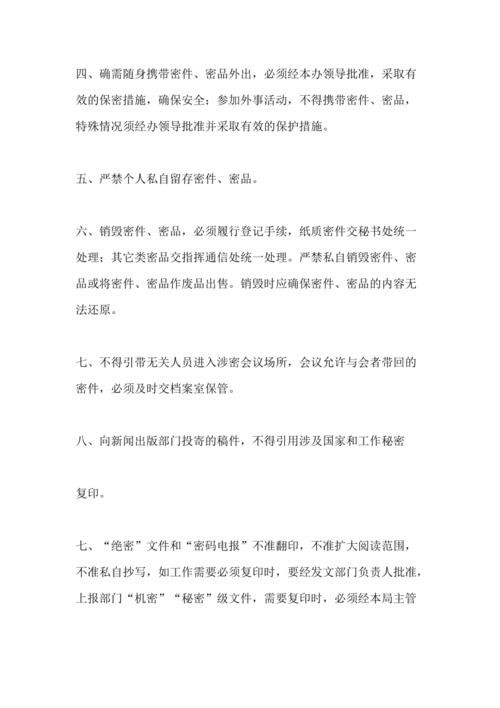 四、确需随身携带密件、密品外出，必须经本办领导批准，采取有
效的保密措施，确保安全；参加外事活动，不得携带密件、密品，
特殊情况须经办领导批准并采取有效的保护措施。
五、严禁个人私自留存密件、密品。
六、销毁密件、密品，必须履行登记手续，纸质密件交秘书处统一
处理；其它类密品交指挥通信处统一处理。严禁私自销毁密件、密
品或将密件、密品作废品出售。销毁时应确保密件、密品的内容无
法还原。
七、不得引带无关人员进入涉密会议场所，会议允许与会者带回的
密件，必须及时交档案室保管。
八、向新闻出版部门投寄的稿件，不得引用涉及国家和工作秘密
复印。
七、“绝密”文件和“密码电报”不准翻印，不准扩大阅读范围，
不准私自抄写，如工作需要必须复印时，要经发文部门负责人批准，
上报部门“机密”“秘密”级文件，需要复印时，必须经本局主管